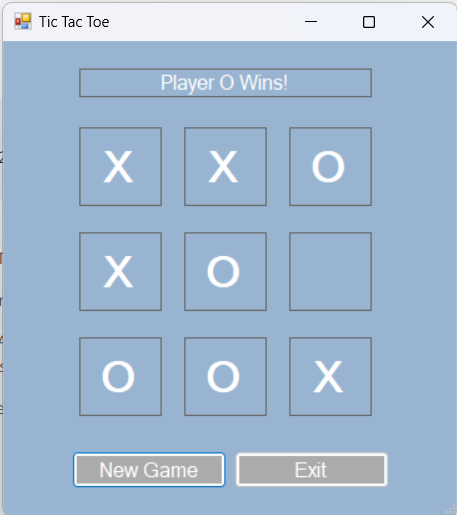 Tic Tac Toe
Player O Wins!
X X O
X O
O O X
New Game Exit